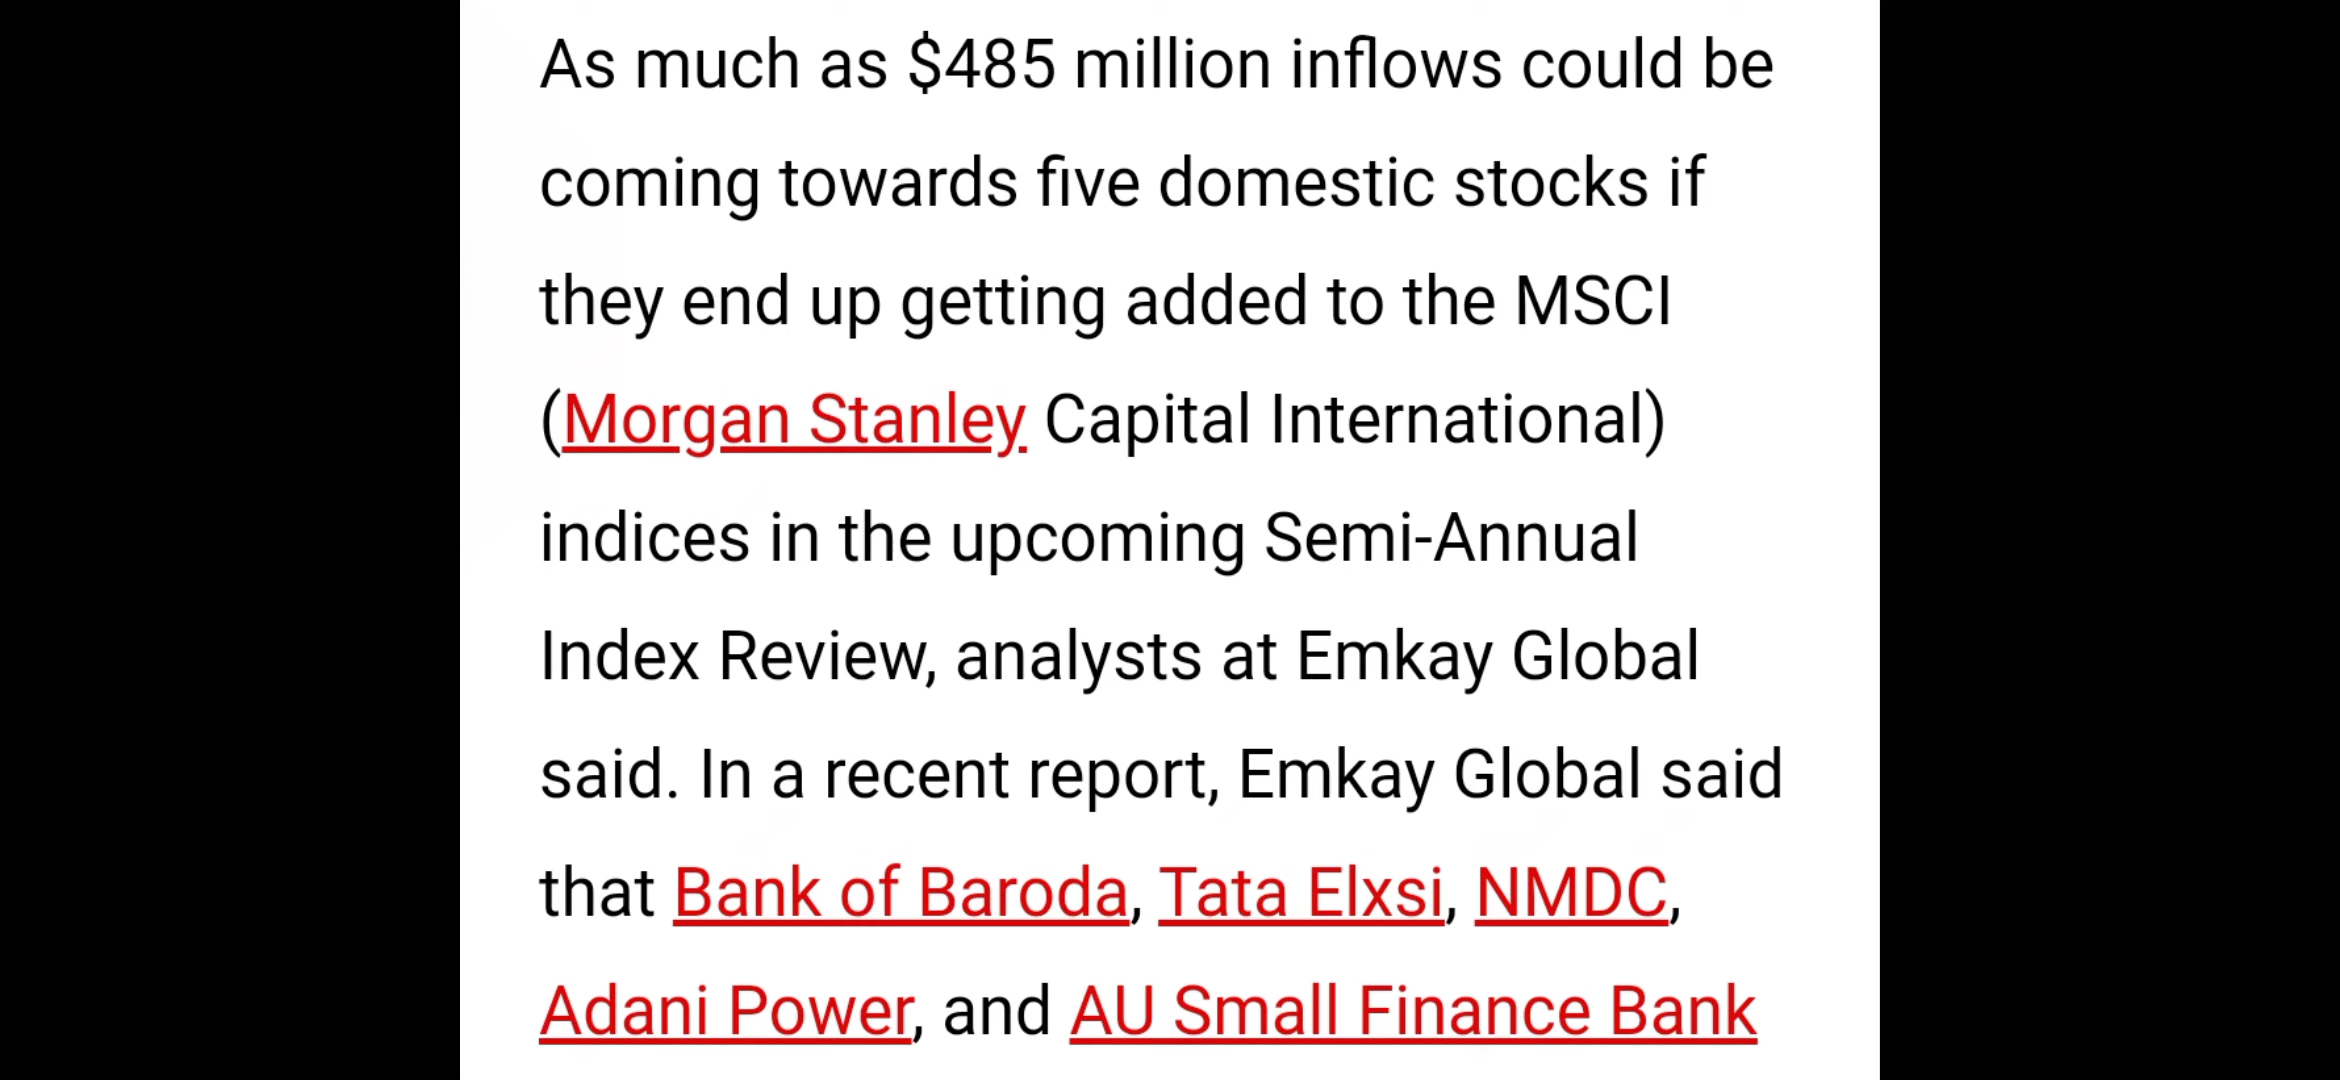 As much as $485 million inflows could be
coming towards five domestic stocks if
they end up getting added to the MSCI
(Morgan Stanley Capital International)
indices in the upcoming Semi-Annual
Index Review, analysts at Emkay Global
said. In a recent report, Emkay Global said
that Bank of Baroda, Tata Elxsi, NMDC,
Adani Power, and AU Small Finance Bank